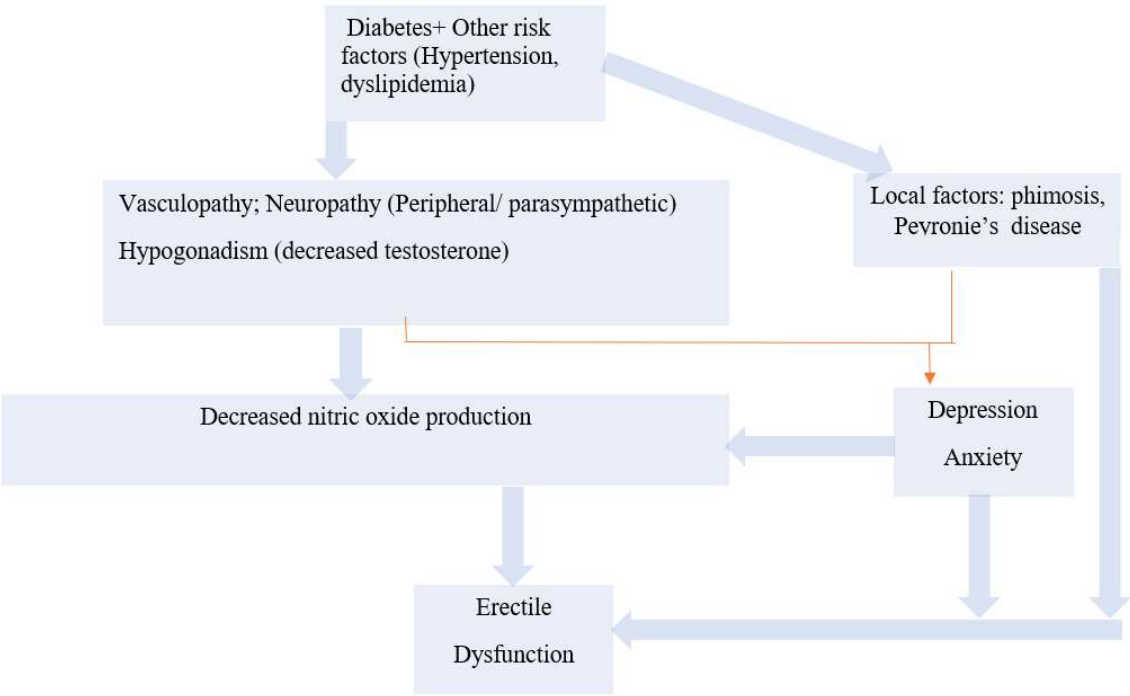 Diabetes+ Other risk
factors (Hypertension,
dyslipidemia)
Vasculopathy; Neuropathy (Peripheral/ parasympathetic)
Hypogonadism (decreased testosterone)
Local factors: phimosis,
Peyronie’s disease
Decreased nitric oxide production
Depression
Anxiety
Erectile
Dysfunction